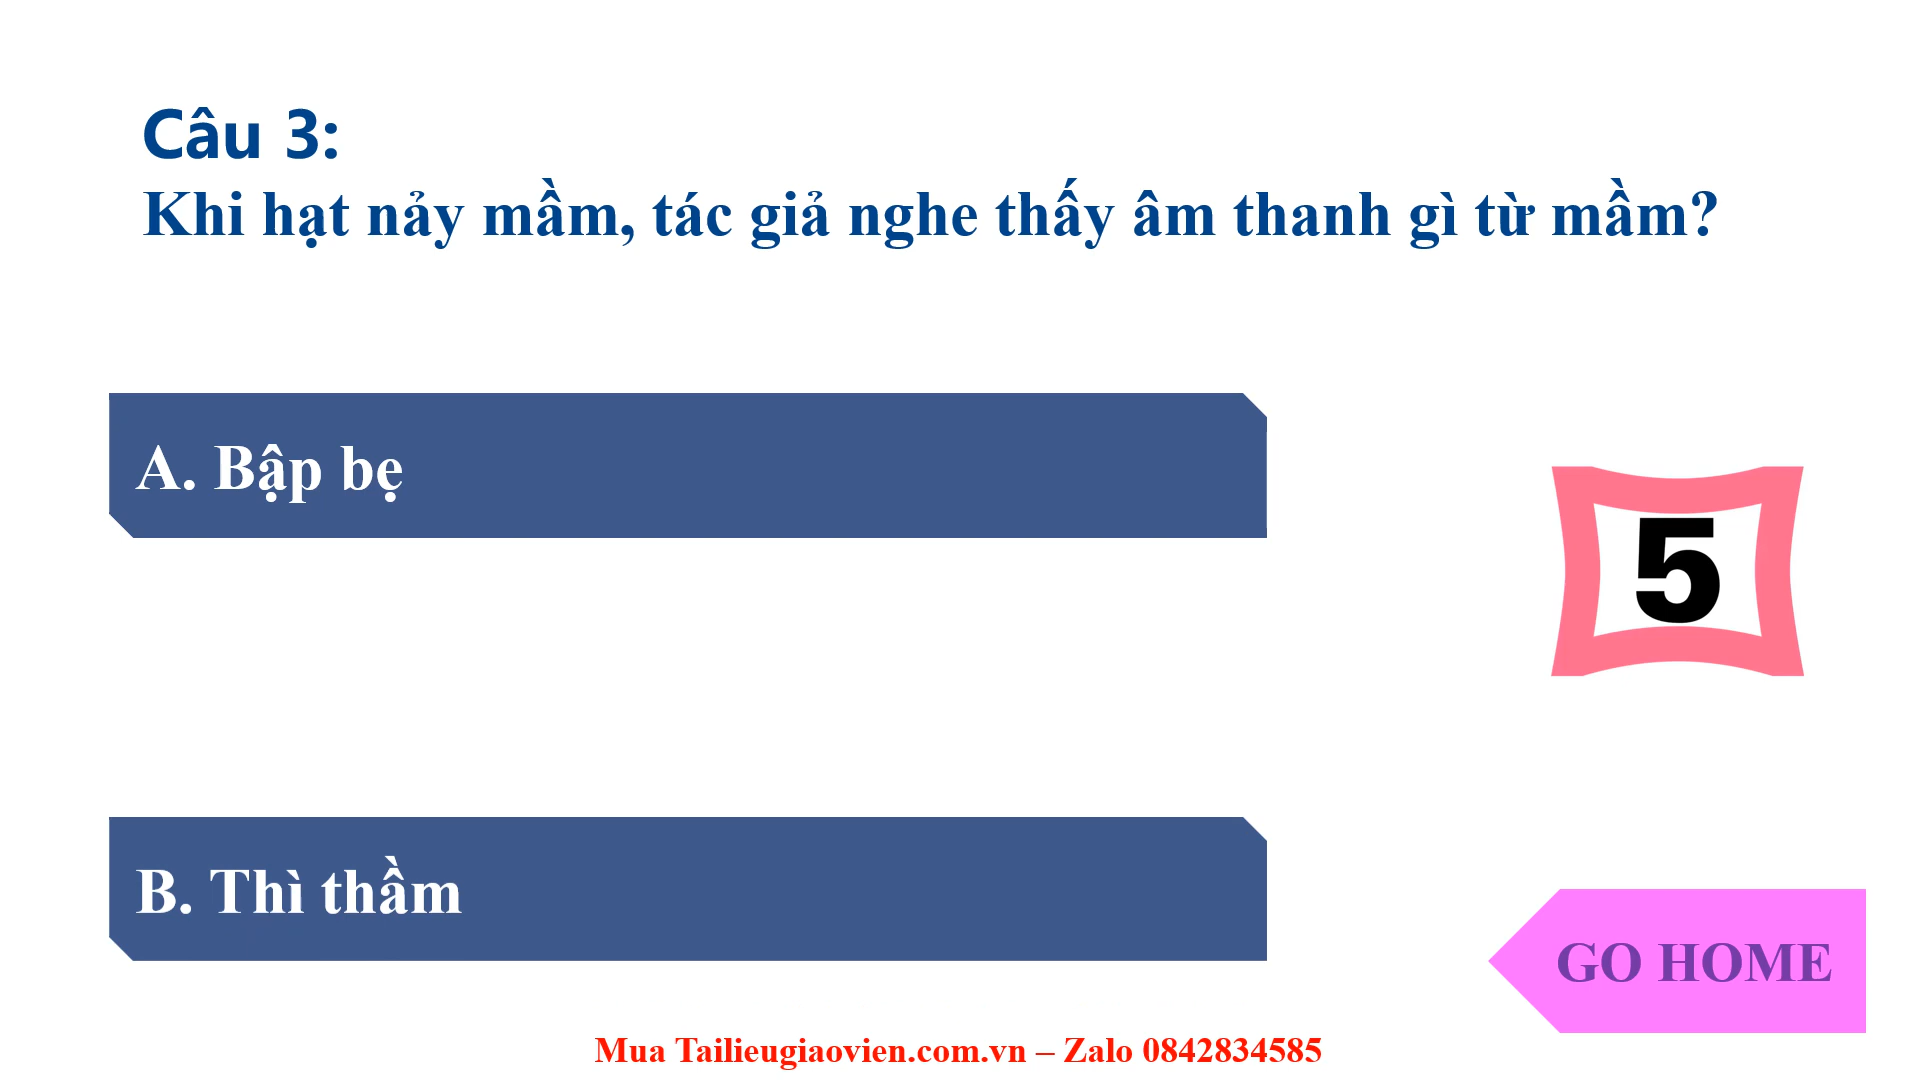 Câu 3:
Khi hạt nảy mầm, tác giả nghe thấy âm thanh gì từ mầm?
A. Bập bẹ
5
B. Thì thầm
GO HOME
Mua Tailieugiaovien.com.vn – Zalo 0842834585